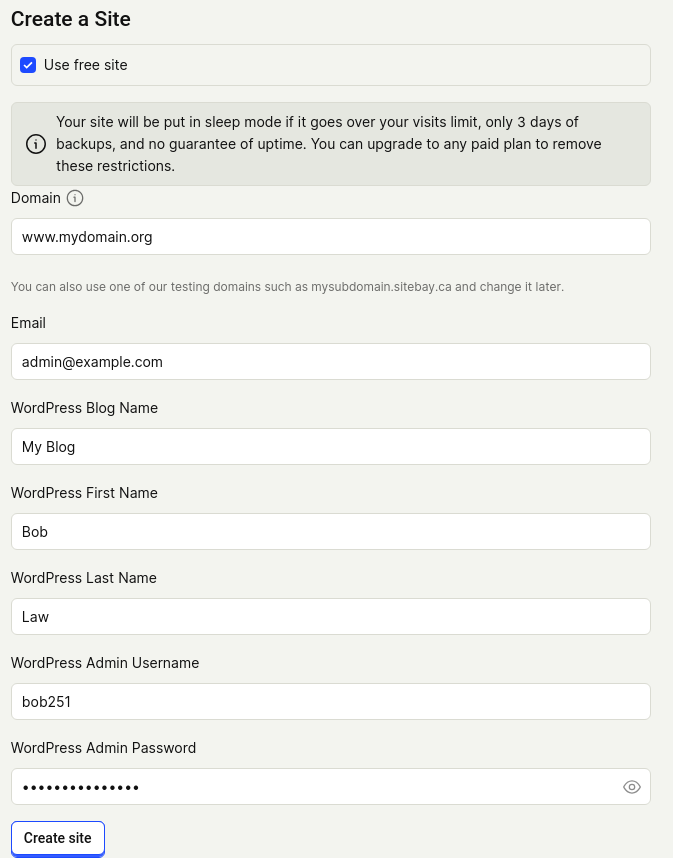 Create a Site
Use free site
Your site will be put in sleep mode if it goes over your visits limit, only 3 days of
backups, and no guarantee of uptime. You can upgrade to any paid plan to remove
these restrictions.
Domain
www.mydomain.org
You can also use one of our testing domains such as mysubdomain.sitebay.ca and change it later.
Email
admin@example.com
WordPress Blog Name
My Blog
WordPress First Name
Bob
WordPress Last Name
Law
WordPress Admin Username
bob251
WordPress Admin Password
•••••••••••••••
Create site